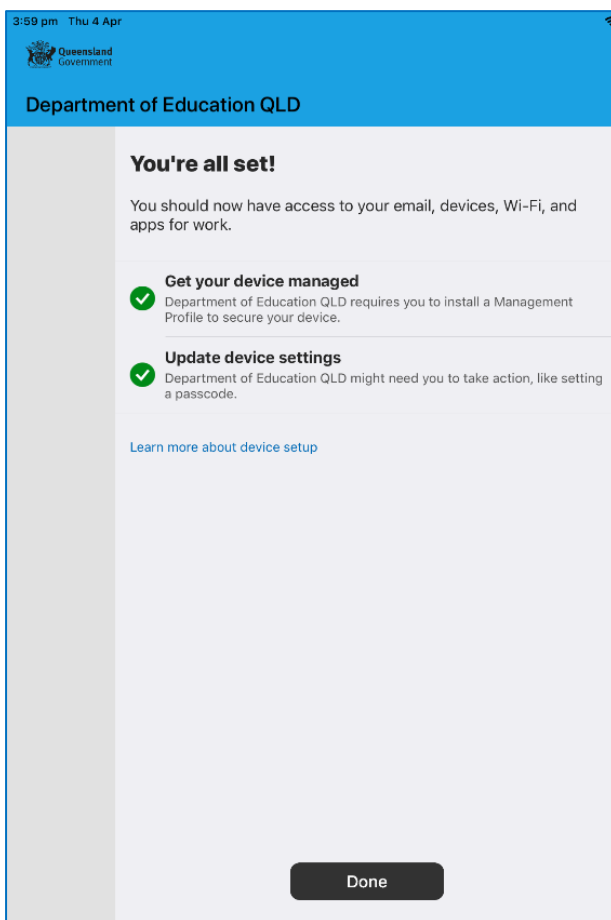 3:59 pm Thu 4 Apr
Queensland
Government
Department of Education QLD
You're all set!
You should now have access to your email, devices, Wi-Fi, and
apps for work.
Get your device managed
Department of Education QLD requires you to install a Management
Profile to secure your device.
Update device settings
Department of Education QLD might need you to take action, like setting
a passcode.
Learn more about device setup
Done